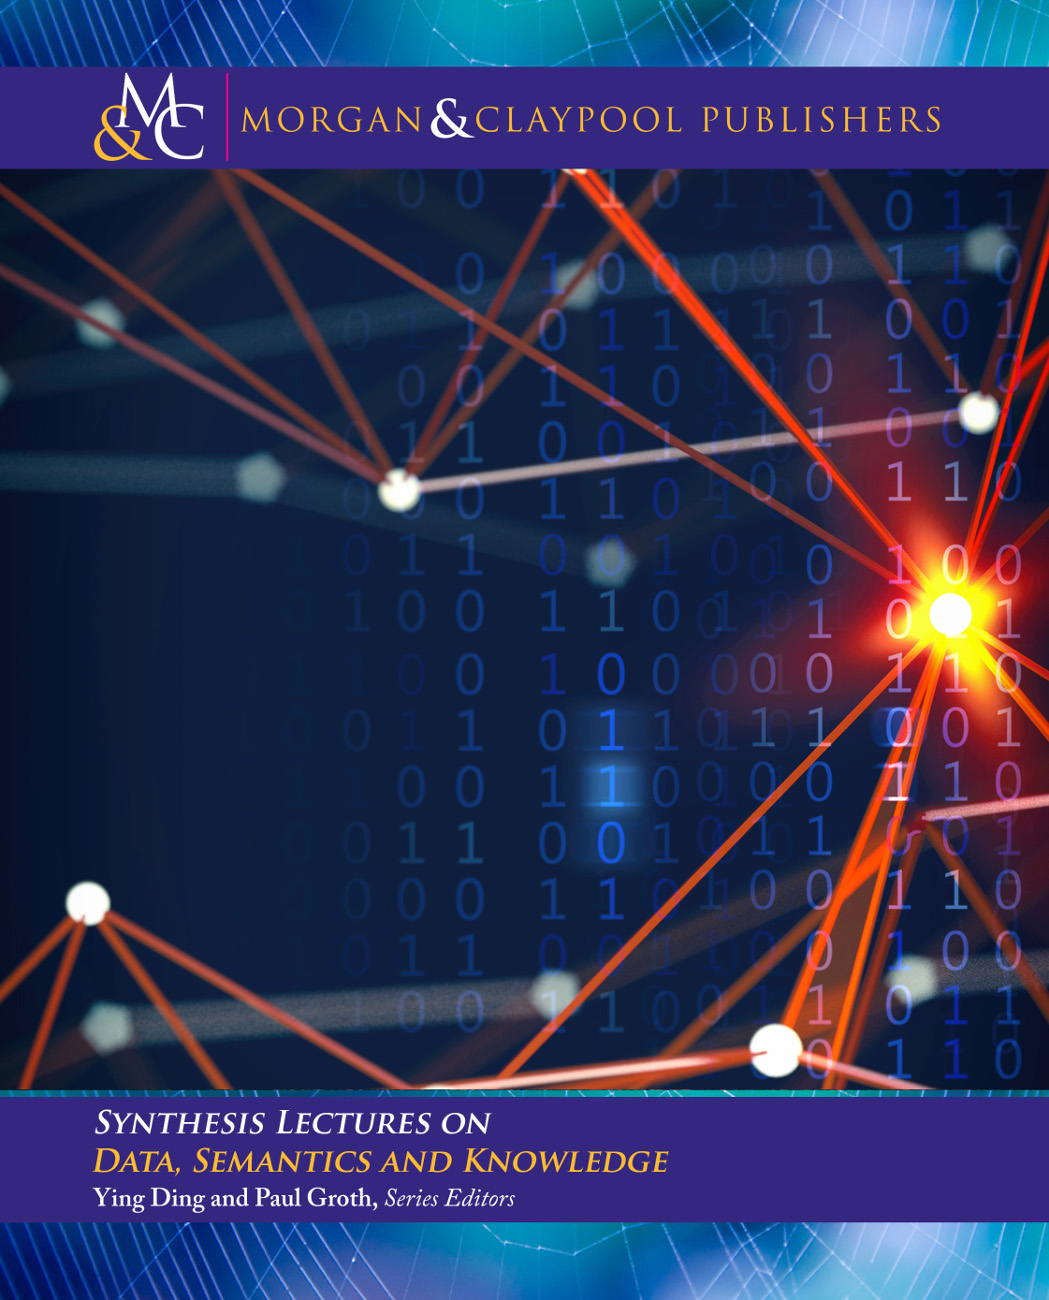 M&C MORGAN & CLAYPOOL PUBLISHERS
SYNTHESIS LECTURES ON
DATA, SEMANTICS AND KNOWLEDGE
Ying Ding and Paul Groth, Series Editors